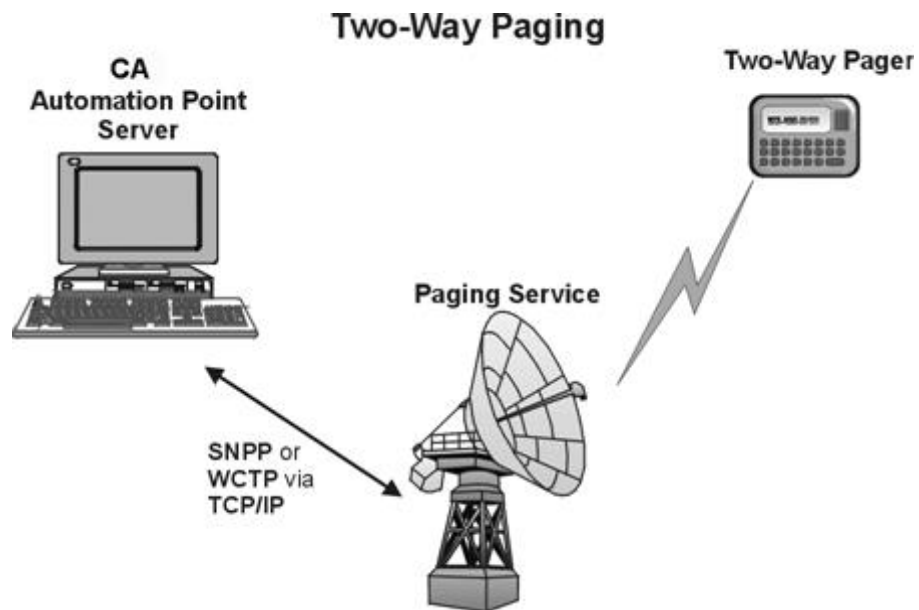 Two-Way Paging
CA
Automation Point
Server
Two-Way Pager
Paging Service
SNPP or
WCTP via
TCP/IP